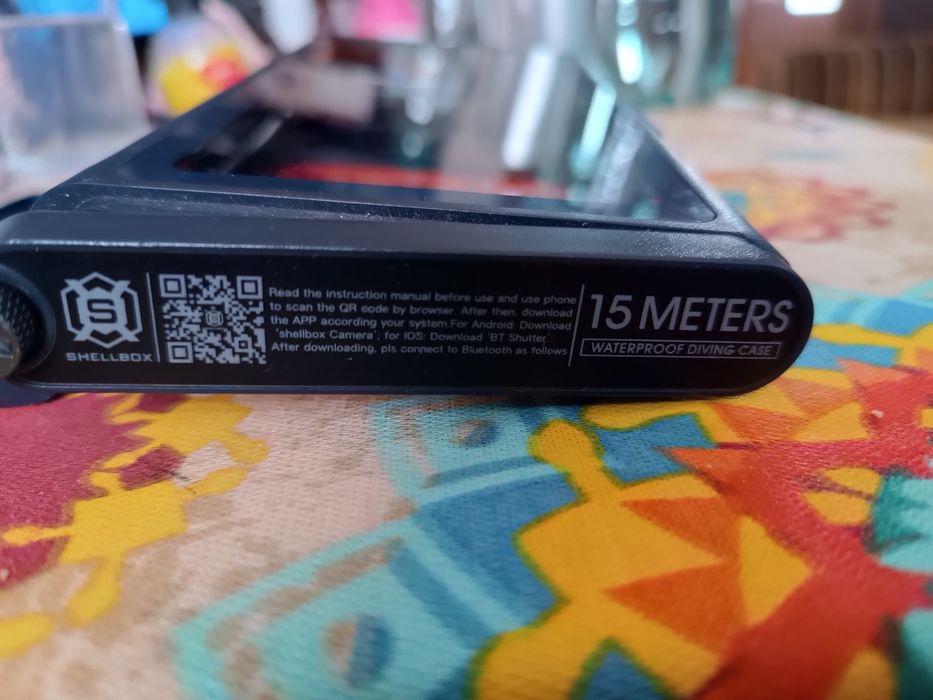 S
SHELLBOX
Read the instruction manual before use and use phone
to scan the QR code by browser. After then, download
the APP according your system.For Android: Download
'shellbox Camera', for IOS: Download 'BT Shutter'
After downloading, pls connect to Bluetooth as follows
15 METERS
WATERPROOF DIVING CASE